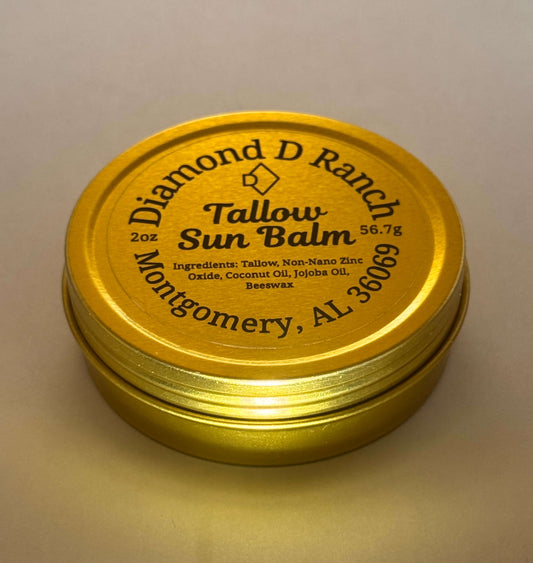 Diamond D Ranch
Tallow
2oz Sun Balm 56.7g
Ingredients: Tallow, Non-Nano Zinc
Oxide, Coconut Oil, Jojoba Oil,
Beeswax
Montgomery, AL 36069